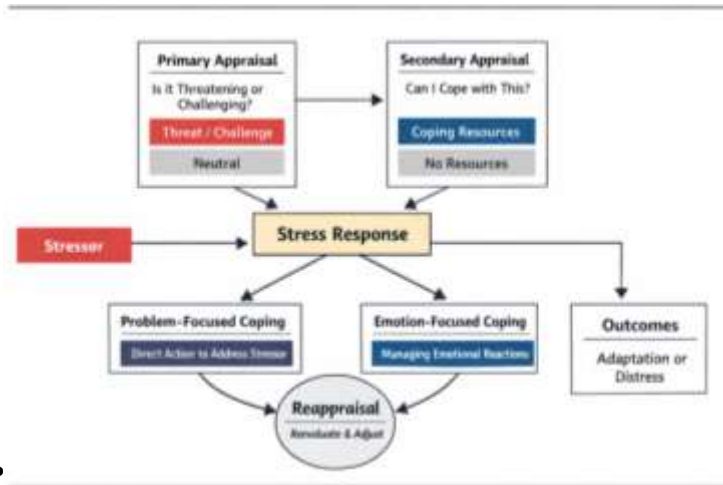 Primary Appraisal
Is it Threatening or
Challenging?
Threat / Challenge
Neutral
Secondary Appraisal
Can I Cope with This?
Coping Resources
No Resources
Stressor
Stress Response
Problem-Focused Coping
Direct Action to Address Stressor
Emotion-Focused Coping
Managing Emotional Reactions
Outcomes
Adaptation or
Distress
Reappraisal
Reevaluate & Adjust